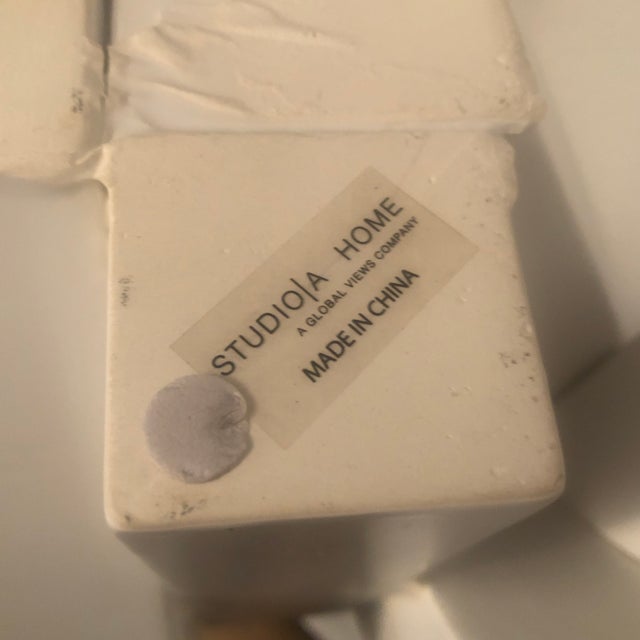 STUDIO|A HOME
A GLOBAL VIEWS COMPANY
MADE IN CHINA